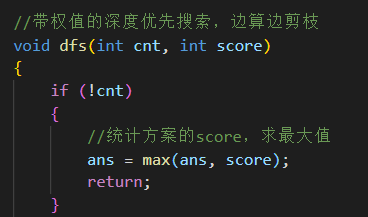 //带权值的深度优先搜索，边算边剪枝
void dfs(int cnt, int score)
{
    if (!cnt)
    {
        //统计方案的score，求最大值
        ans = max(ans, score);
        return;
    }